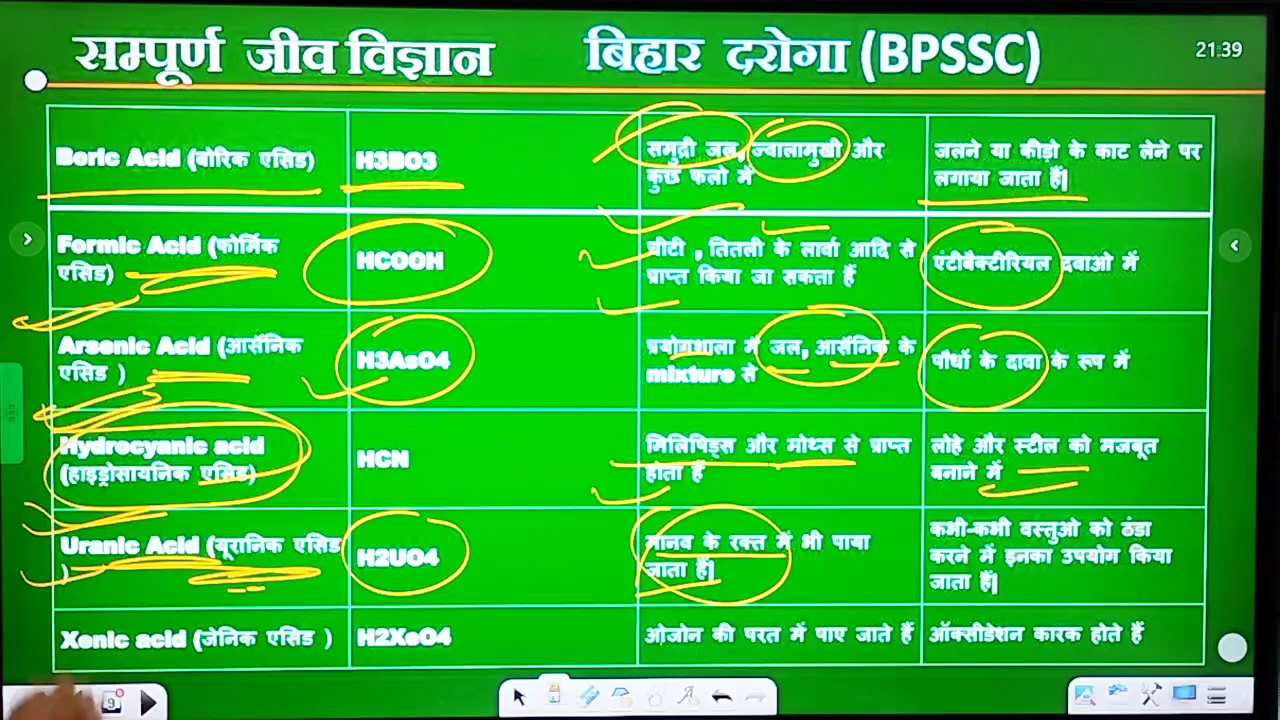 सम्पूर्ण जीव विज्ञान बिहार दरोगा (BPSSC)
21:39
Boric Acid (बोरिक एसिड)
H3BO3
समुद्री जल, ज्वालामुखी और
कुछ फलो में
जलने या कीड़ो के काट लेने पर
लगाया जाता हैं|
Formic Acid (फोर्मिक
एसिड)
HCOOH
चीटी , तितली के लार्वा आदि से
प्राप्त किया जा सकता हैं
एंटीबैक्टीरियल दवाओ में
Arsenic Acid (आर्सेनिक
एसिड )
H3AsO4
प्रयोगशाला में जल, आर्सेनिक के
mixture से
पौधों के दावा के रूप में
Hydrocyanic acid
(हाइड्रोसायनिक एसिड)
HCN
मिलिपिड्स और मोथ्स से प्राप्त
होता हैं
लोहे और स्टील को मजबूत
बनाने में
Uranic Acid (यूरानिक एसिड
)
H2UO4
मानव के रक्त में भी पाया
जाता हैं|
कभी-कभी वस्तुओ को ठंडा
करने में इनका उपयोग किया
जाता हैं|
Xenic acid (जेनिक एसिड )
H2XeO4
ओजोन की परत में पाए जाते हैं
ऑक्सीडेशन कारक होते हैं